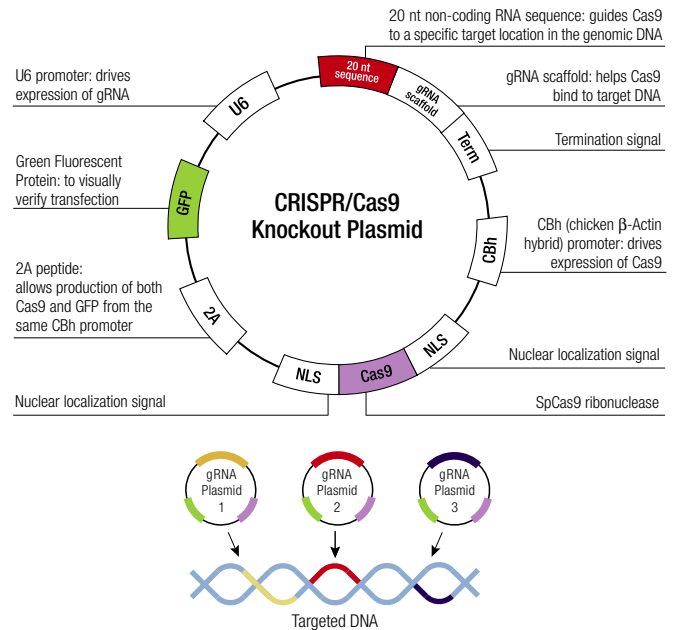 20 nt non-coding RNA sequence: guides Cas9
to a specific target location in the genomic DNA
U6 promoter: drives
expression of gRNA
gRNA scaffold: helps Cas9
bind to target DNA
20 nt
sequence
gRNA
scaffold
U6
Term
Termination signal
Green Fluorescent
Protein: to visually
verify transfection
GFP
CRISPR/Cas9
Knockout Plasmid
CBh
CBh (chicken β-Actin
hybrid) promoter: drives
expression of Cas9
2A peptide:
allows production of both
Cas9 and GFP from the
same CBh promoter
2A
NLS
Nuclear localization signal
NLS
Cas9
Nuclear localization signal
SpCas9 ribonuclease
gRNA
Plasmid
1
gRNA
Plasmid
2
gRNA
Plasmid
3
Targeted DNA